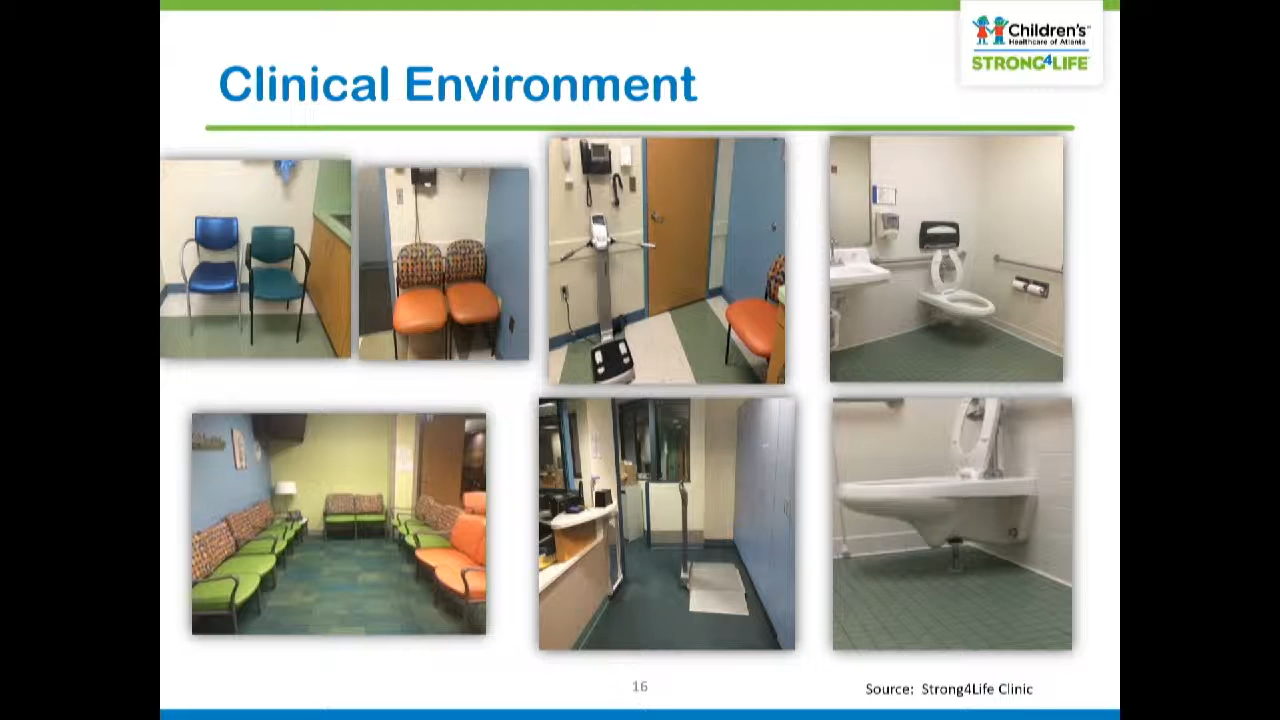 Children's
Healthcare of Atlanta
STRONG4LIFE
Clinical Environment
16
Source: Strong4Life Clinic